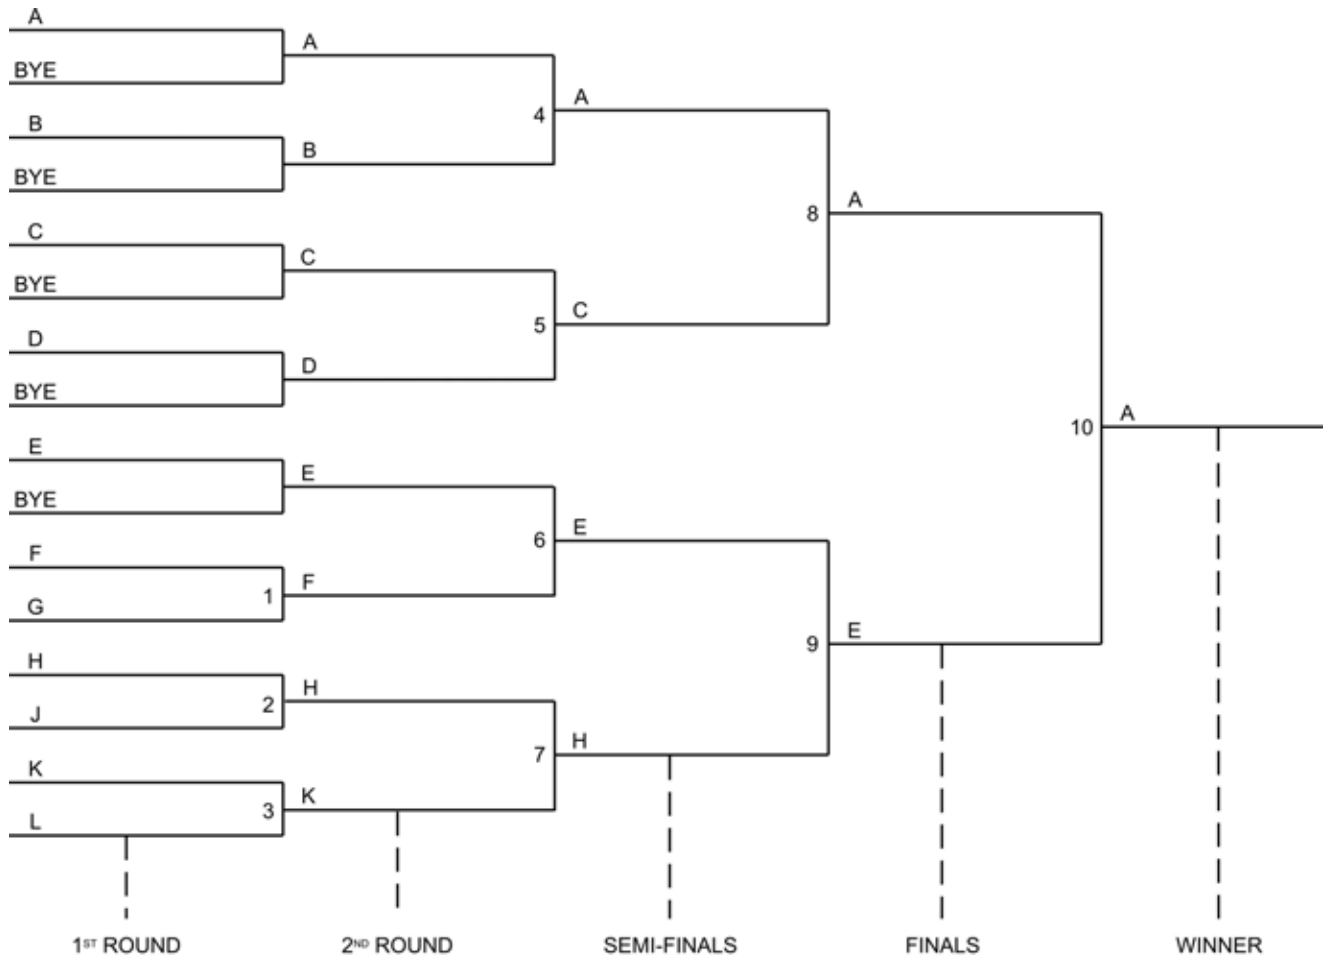 A
BYE
B
BYE
C
BYE
D
BYE
E
BYE
F
G
H
J
K
L
1
2
3
A
B
C
D
E
F
H
K
4
5
6
7
A
C
E
H
8
9
A
E
10
A
1ST ROUND
2ND ROUND
SEMI-FINALS
FINALS
WINNER